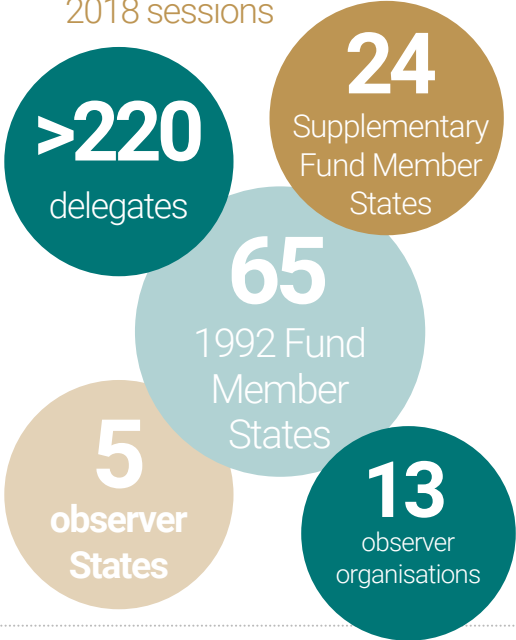 2018 sessions
>220
delegates
24
Supplementary
Fund Member
States
65
1992 Fund
Member
States
5
observer
States
13
observer
organisations